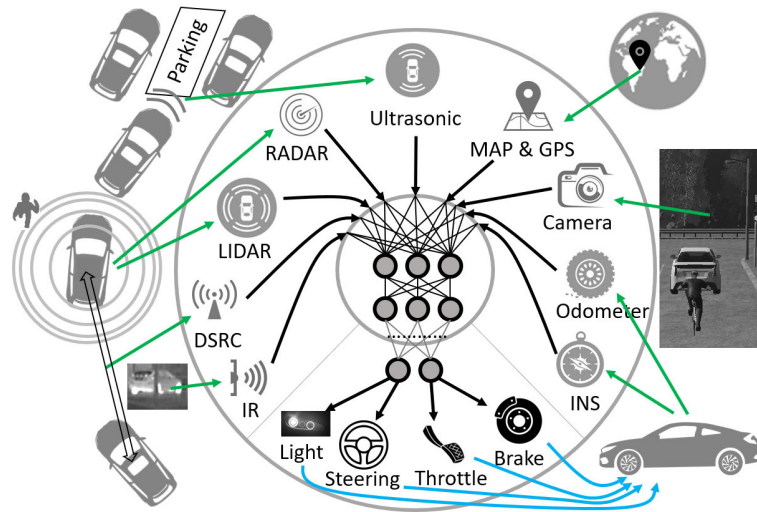 Parking
Ultrasonic
RADAR
MAP & GPS
Camera
LIDAR
Odometer
DSRC
IR
INS
Light
Steering
Throttle
Brake